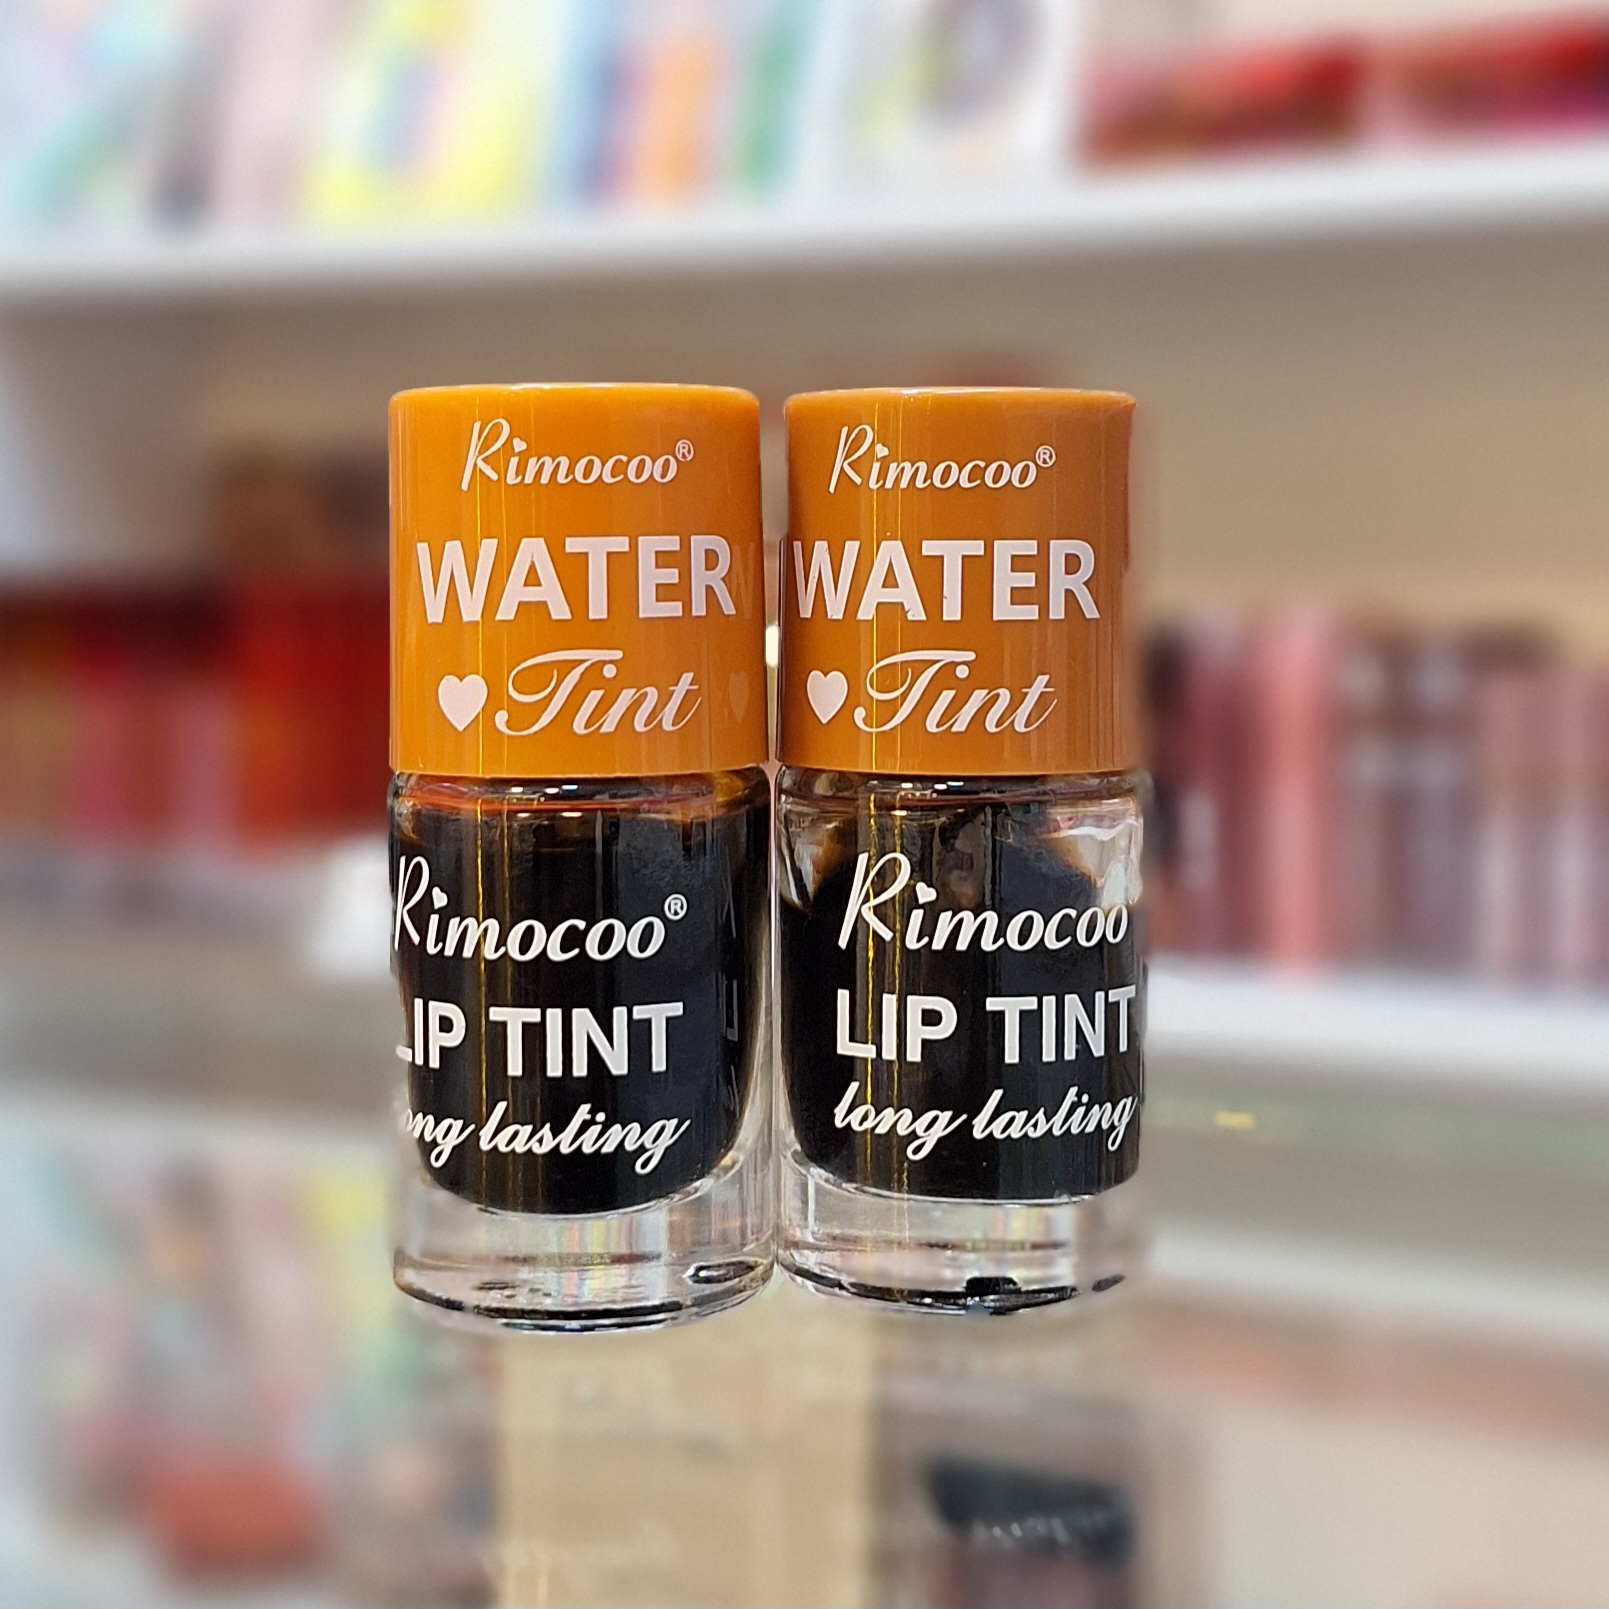 Rimocoo®
WATER
Tint
Rimocoo®
LIP TINT
long lasting
Rimocoo®
WATER
Tint
Rimocoo
LIP TINT
long lasting